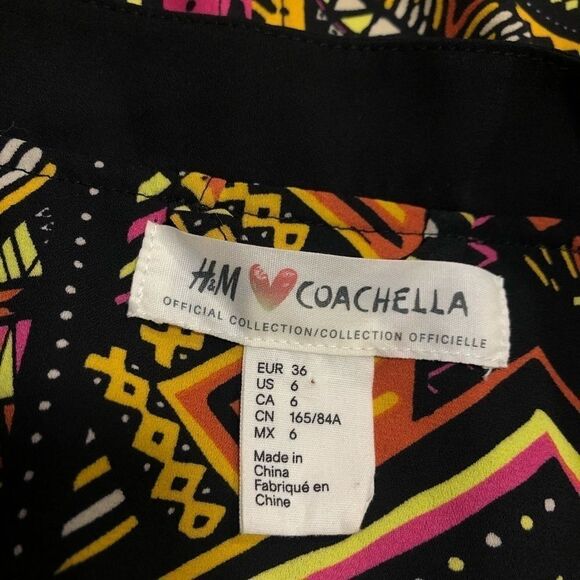 H&M ❤ COACHELLA
OFFICIAL COLLECTION/COLLECTION OFFICIELLE
EUR 36
US 6
CA 6
CN 165/84A
MX 6
Made in
China
Fabriqué en
Chine